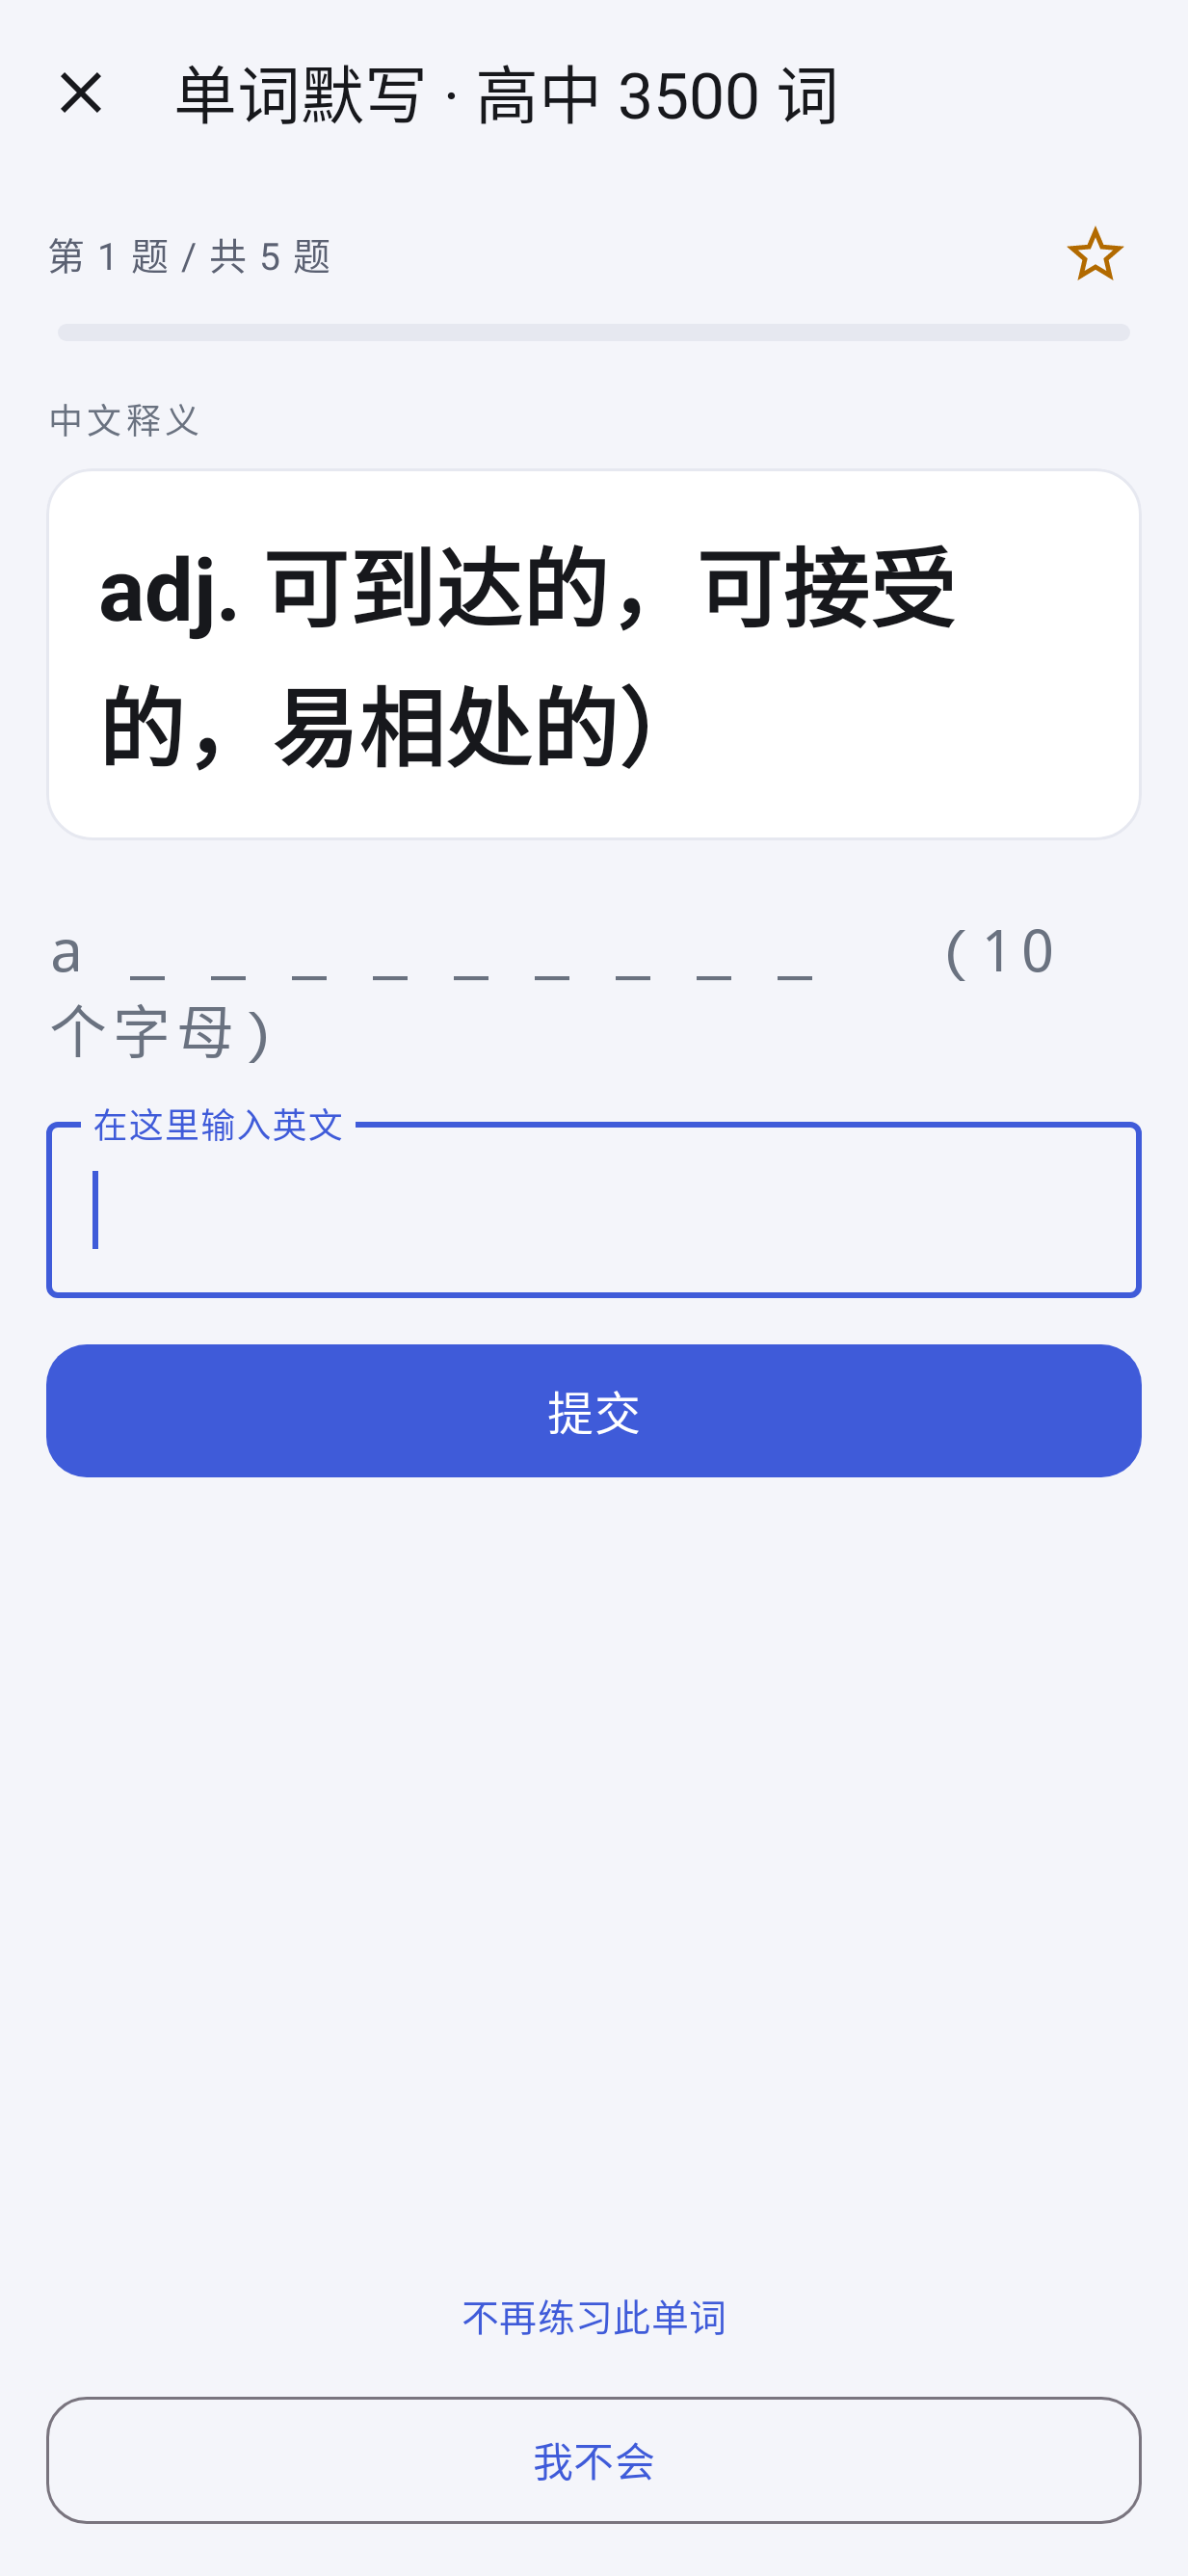 单词默写 · 高中 3500 词
第 1 题 / 共 5 题
中文释义
adj. 可到达的，可接受
的，易相处的）
a _ _ _ _ _ _ _ _ _ (10
个字母)
在这里输入英文
提交
不再练习此单词
我不会